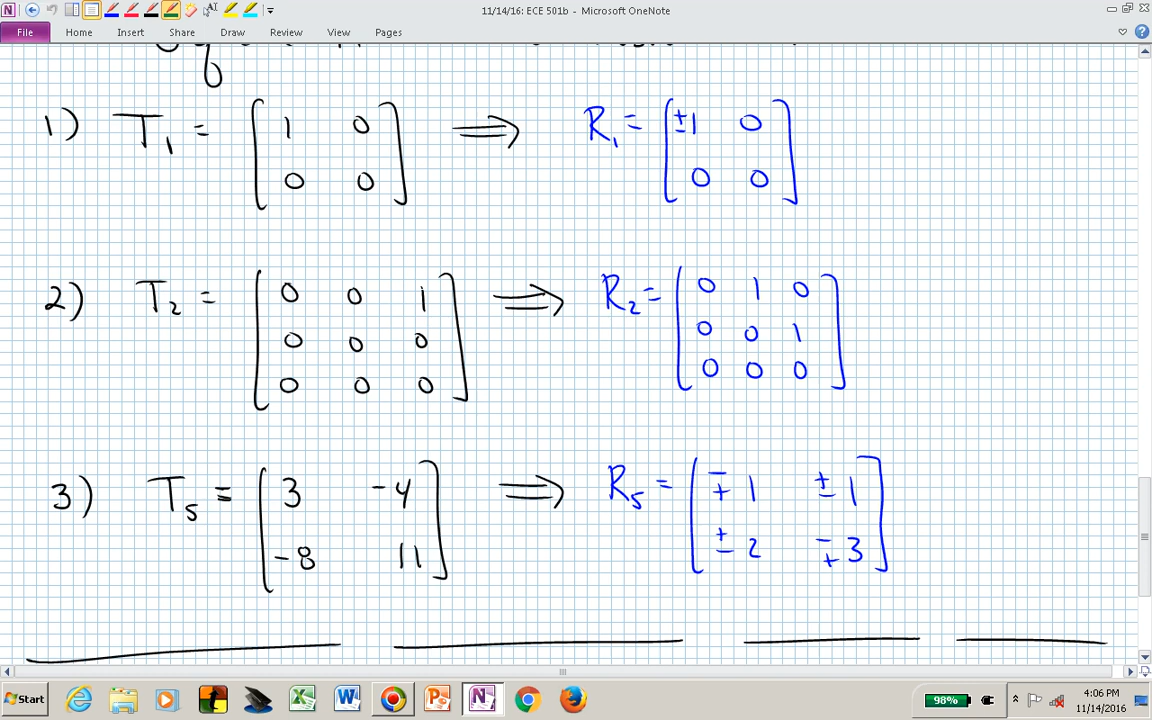 11/14/16: ECE 501b - Microsoft OneNote
File Home Insert Share Draw Review View Pages
1) T₁ = [ 1 0 ⟹ R₁ = [ ±1 0
0 0 ] 0 0 ]
2) T₂ = [ 0 0 1 ⟹ R₂ = [ 0 1 0
0 0 0 0 0 1
0 0 0 ] 0 0 0 ]
3) T₅ = [ 3 -4 ⟹ R₅ = [ ∓1 ±1
-8 11 ] ±2 ∓3 ]
Start
98%
4:06 PM
11/14/2016